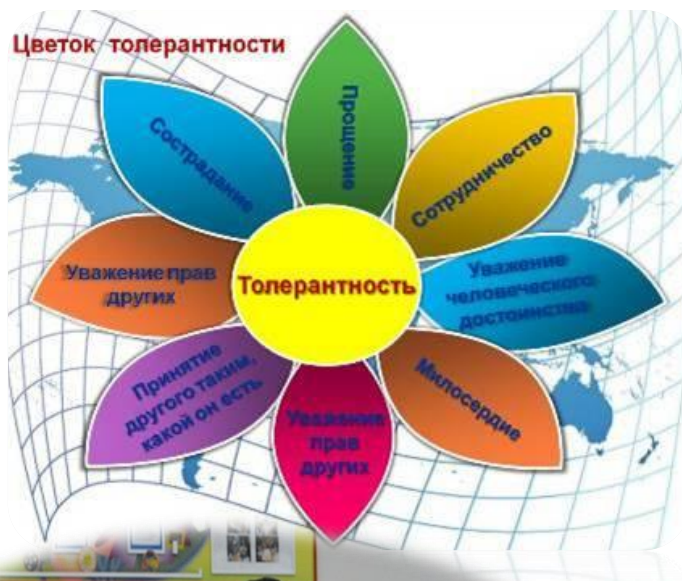 Цветок толерантности
Прощение
Сотрудничество
Уважение
человеческого
достоинства
Милосердие
Уважение
прав
других
Принятие
другого таким,
какой он есть
Уважение прав
других
Сострадание
Толерантность